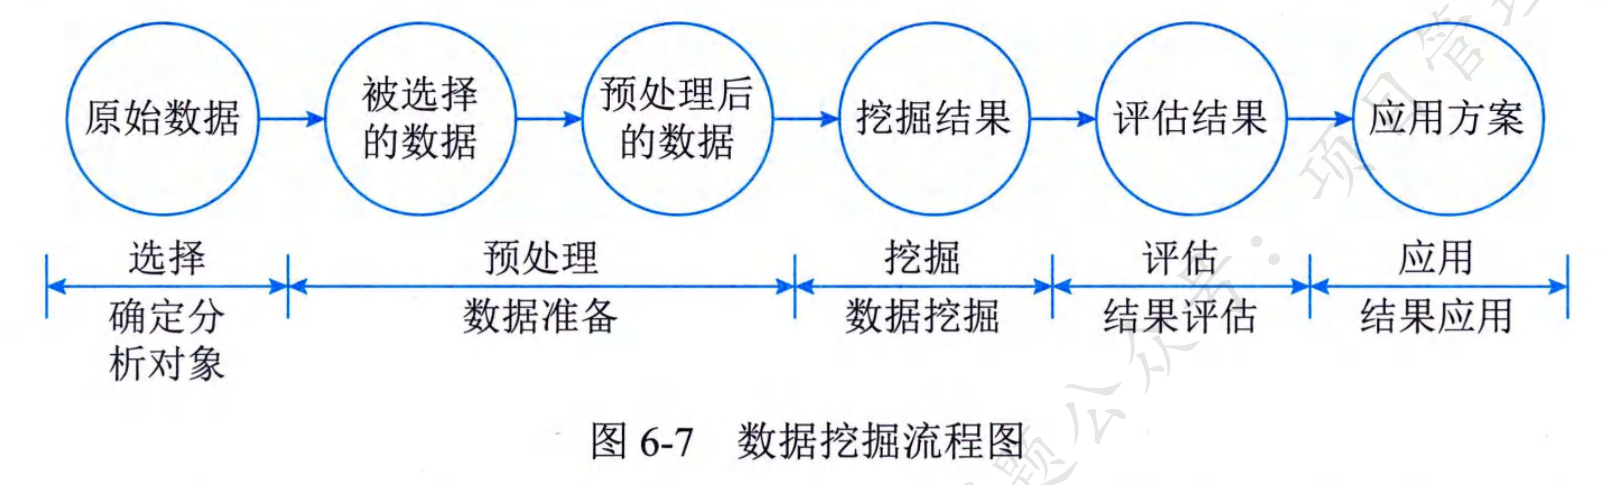 原始数据
被选择
的数据
预处理后
的数据
挖掘结果
评估结果
应用方案
选择
预处理
挖掘
评估
应用
确定分
析对象
数据准备
数据挖掘
结果评估
结果应用
图 6-7 数据挖掘流程图
题公众号：项目管理